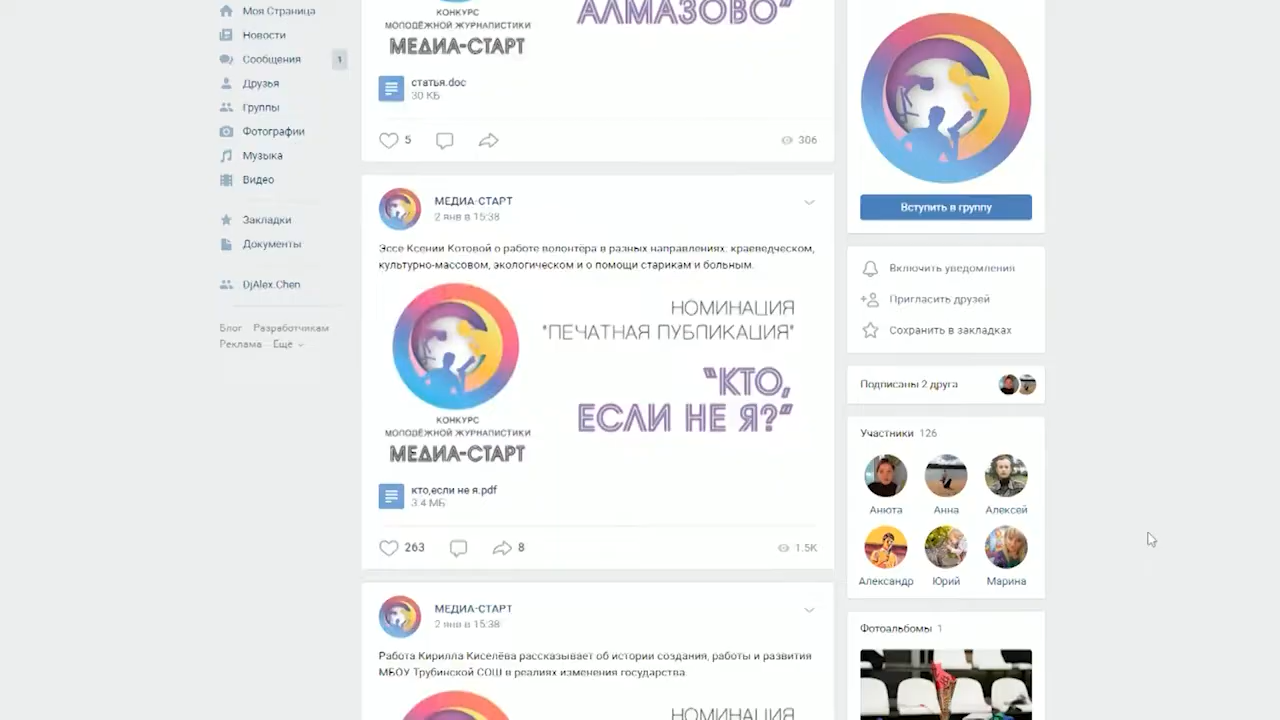 Моя Страница
Новости
Сообщения
1
Друзья
Группы
Фотографии
Музыка
Видео
Закладки
Документы
DjAlex.Chen
Блог Разработчикам
Реклама Ещё
АЛМАЗОВО"
КОНКУРС
МОЛОДЁЖНОЙ ЖУРНАЛИСТИКИ
МЕДИА-СТАРТ
статья.doc
30 КБ
5
306
МЕДИА-СТАРТ
2 янв в 15:38
Эссе Ксении Котовой о работе волонтёра в разных направлениях: краеведческом,
культурно-массовом, экологическом и о помощи старикам и больным.
НОМИНАЦИЯ
"ПЕЧАТНАЯ ПУБЛИКАЦИЯ"
"КТО,
ЕСЛИ НЕ Я?"
КОНКУРС
МОЛОДЁЖНОЙ ЖУРНАЛИСТИКИ
МЕДИА-СТАРТ
кто,если не я.pdf
3.4 МБ
263
8
1.5K
МЕДИА-СТАРТ
2 янв в 15:38
Работа Кирилла Киселёва рассказывает об истории создания, работы и развития
МБОУ Трубинской СОШ в реалиях изменения государства.
НОМИНАЦИЯ
Вступить в группу
Включить уведомления
Пригласить друзей
Сохранить в закладках
Подписаны 2 друга
Участники 126
Анюта Анна Алексей
Александр Юрий Марина
Фотоальбомы 1